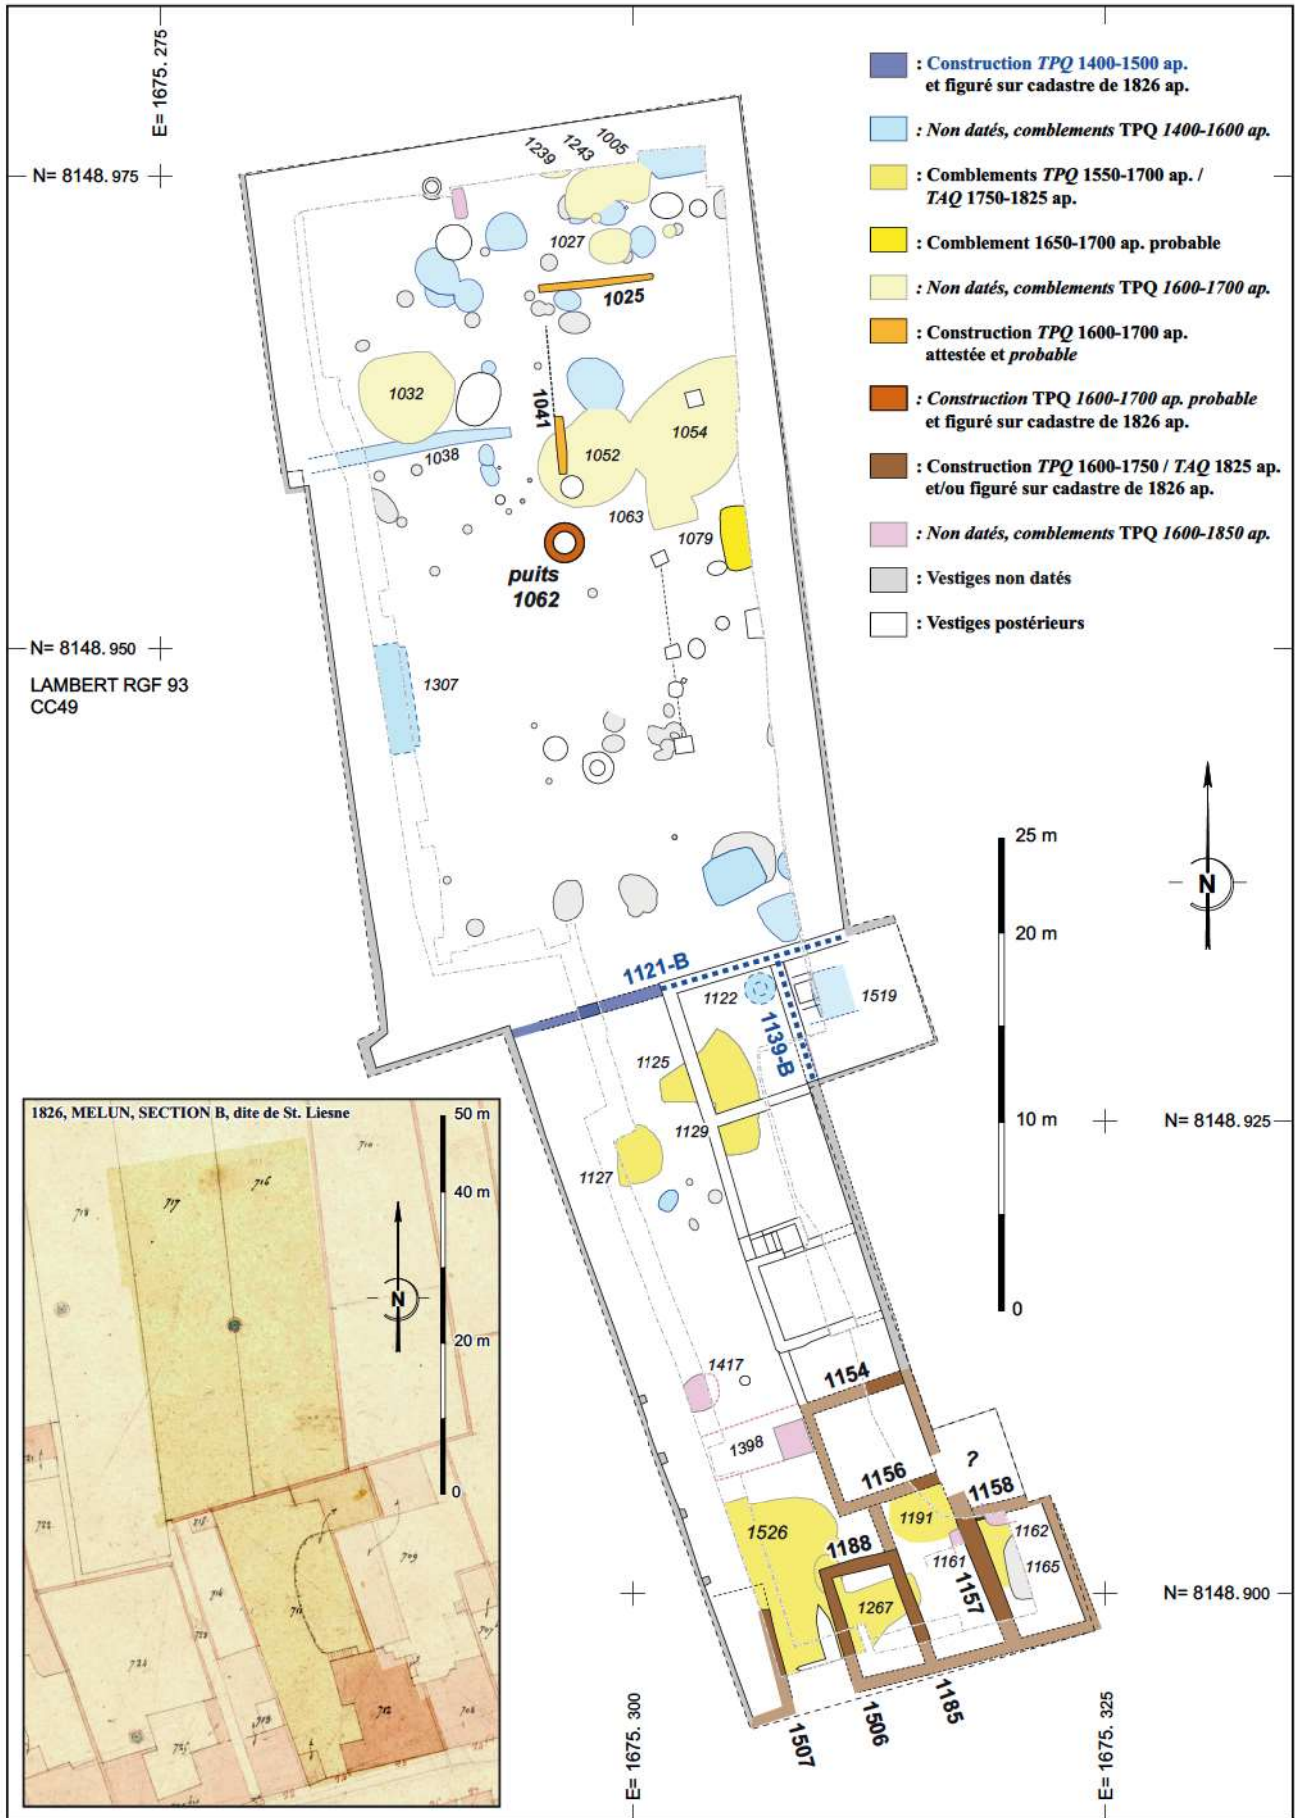 E= 1675. 275
N= 8148. 975
: Construction TPQ 1400-1500 ap.
et figuré sur cadastre de 1826 ap.
: Non datés, comblements TPQ 1400-1600 ap.
: Comblements TPQ 1550-1700 ap. /
TAQ 1750-1825 ap.
: Comblement 1650-1700 ap. probable
: Non datés, comblements TPQ 1600-1700 ap.
: Construction TPQ 1600-1700 ap.
attestée et probable
: Construction TPQ 1600-1700 ap. probable
et figuré sur cadastre de 1826 ap.
: Construction TPQ 1600-1750 / TAQ 1825 ap.
et/ou figuré sur cadastre de 1826 ap.
: Non datés, comblements TPQ 1600-1850 ap.
: Vestiges non datés
: Vestiges postérieurs
1239
1243
1005
1027
1025
1032
1041
1054
1052
1038
1063
1079
puits
1062
N= 8148. 950
LAMBERT RGF 93
CC49
1307
25 m
20 m
10 m
0
N
1121-B
1122
1139-B
1519
1125
1129
1127
N= 8148. 925
1417
1154
1398
1156
?
1158
1526
1188
1191
1162
1161
1165
1157
1267
N= 8148. 900
1507
1506
1185
E= 1675. 300
E= 1675. 325
1826, MELUN, SECTION B, dite de St. Liesne
50 m
40 m
20 m
0
N
717
716
710
718
709
712